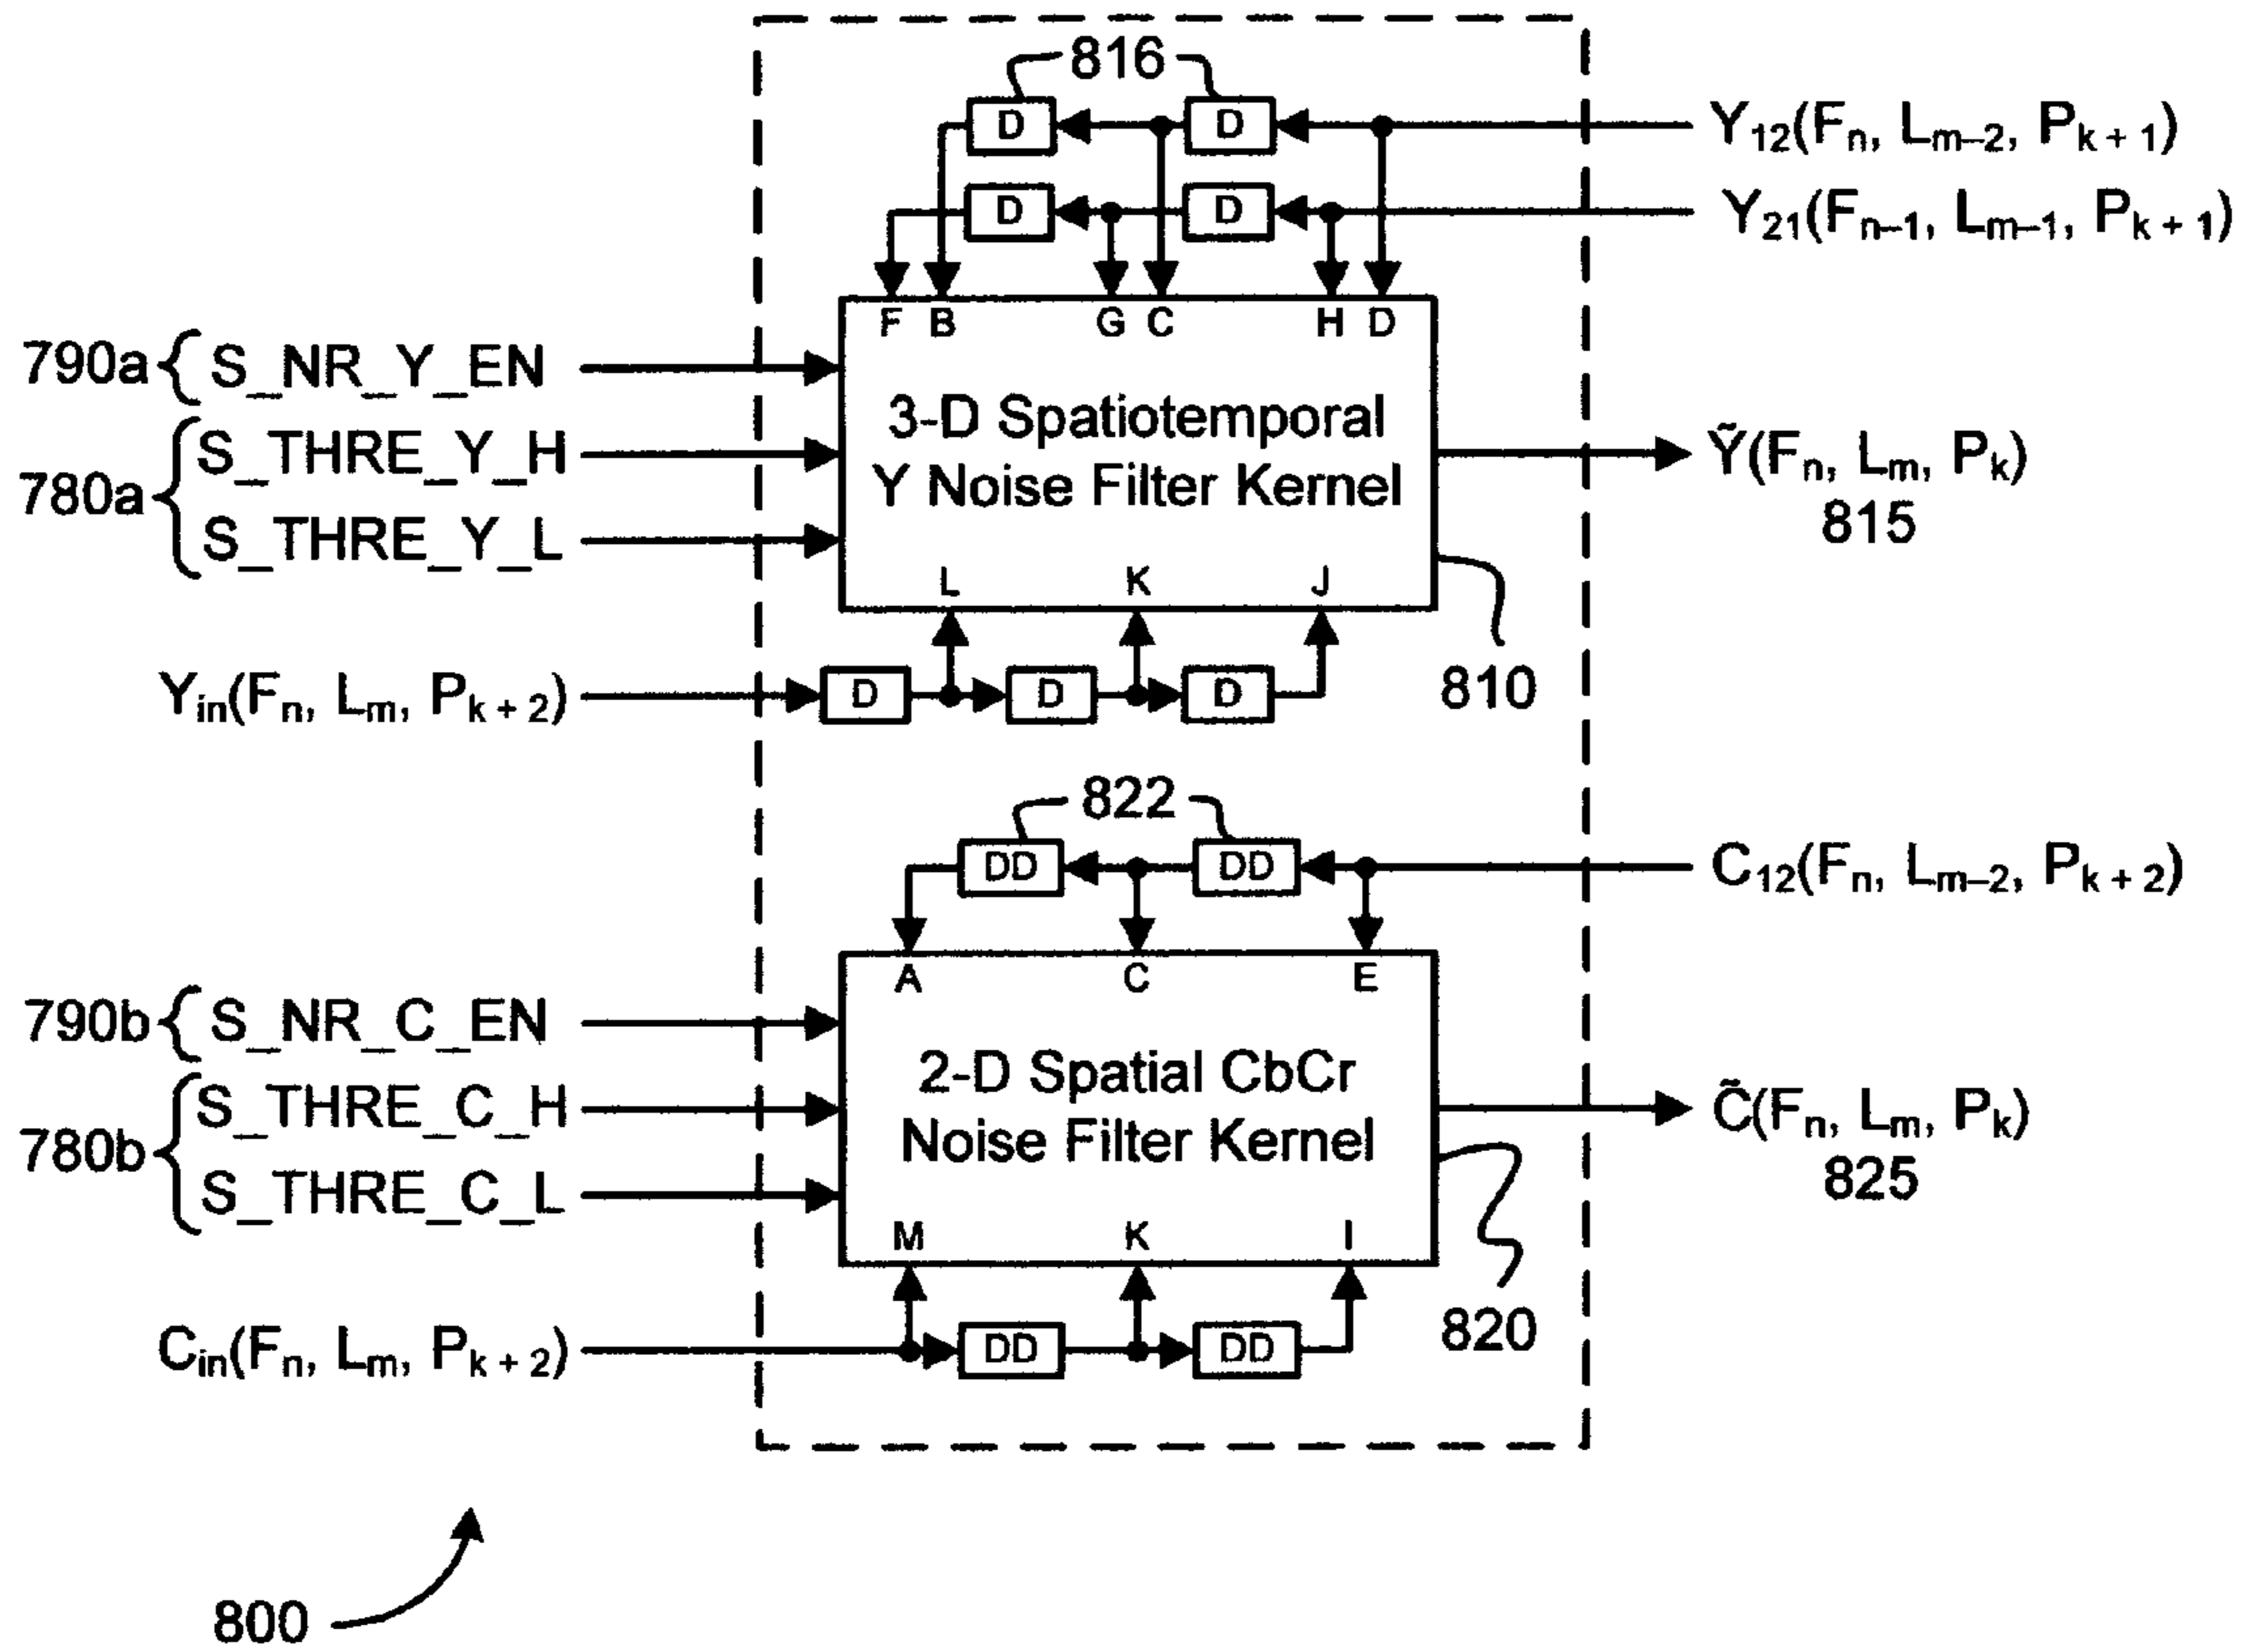 816
D D
Y12(Fn, Lm–2, Pk + 1)
D D
Y21(Fn–1, Lm–1, Pk + 1)
F B G C H D
790a { S_NR_Y_EN
3-D Spatiotemporal
Y Noise Filter Kernel
780a { S_THRE_Y_H
S_THRE_Y_L
Ỹ(Fn, Lm, Pk)
815
L K J
Yin(Fn, Lm, Pk + 2)
D D D
810
822
DD DD
C12(Fn, Lm–2, Pk + 2)
A C E
790b { S_NR_C_EN
2-D Spatial CbCr
Noise Filter Kernel
780b { S_THRE_C_H
S_THRE_C_L
C̃(Fn, Lm, Pk)
825
M K I
Cin(Fn, Lm, Pk + 2)
DD DD
820
800